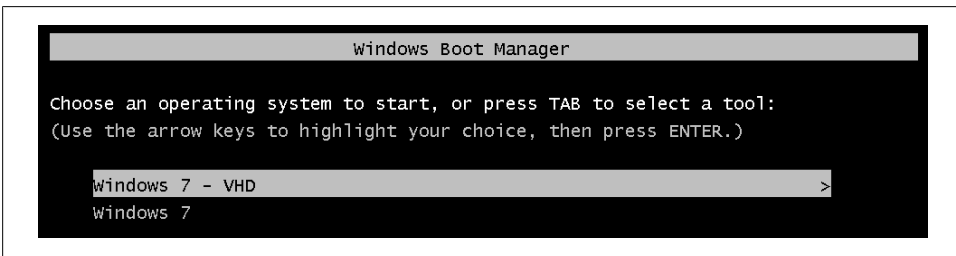 Windows Boot Manager
Choose an operating system to start, or press TAB to select a tool:
(Use the arrow keys to highlight your choice, then press ENTER.)
Windows 7 - VHD >
Windows 7